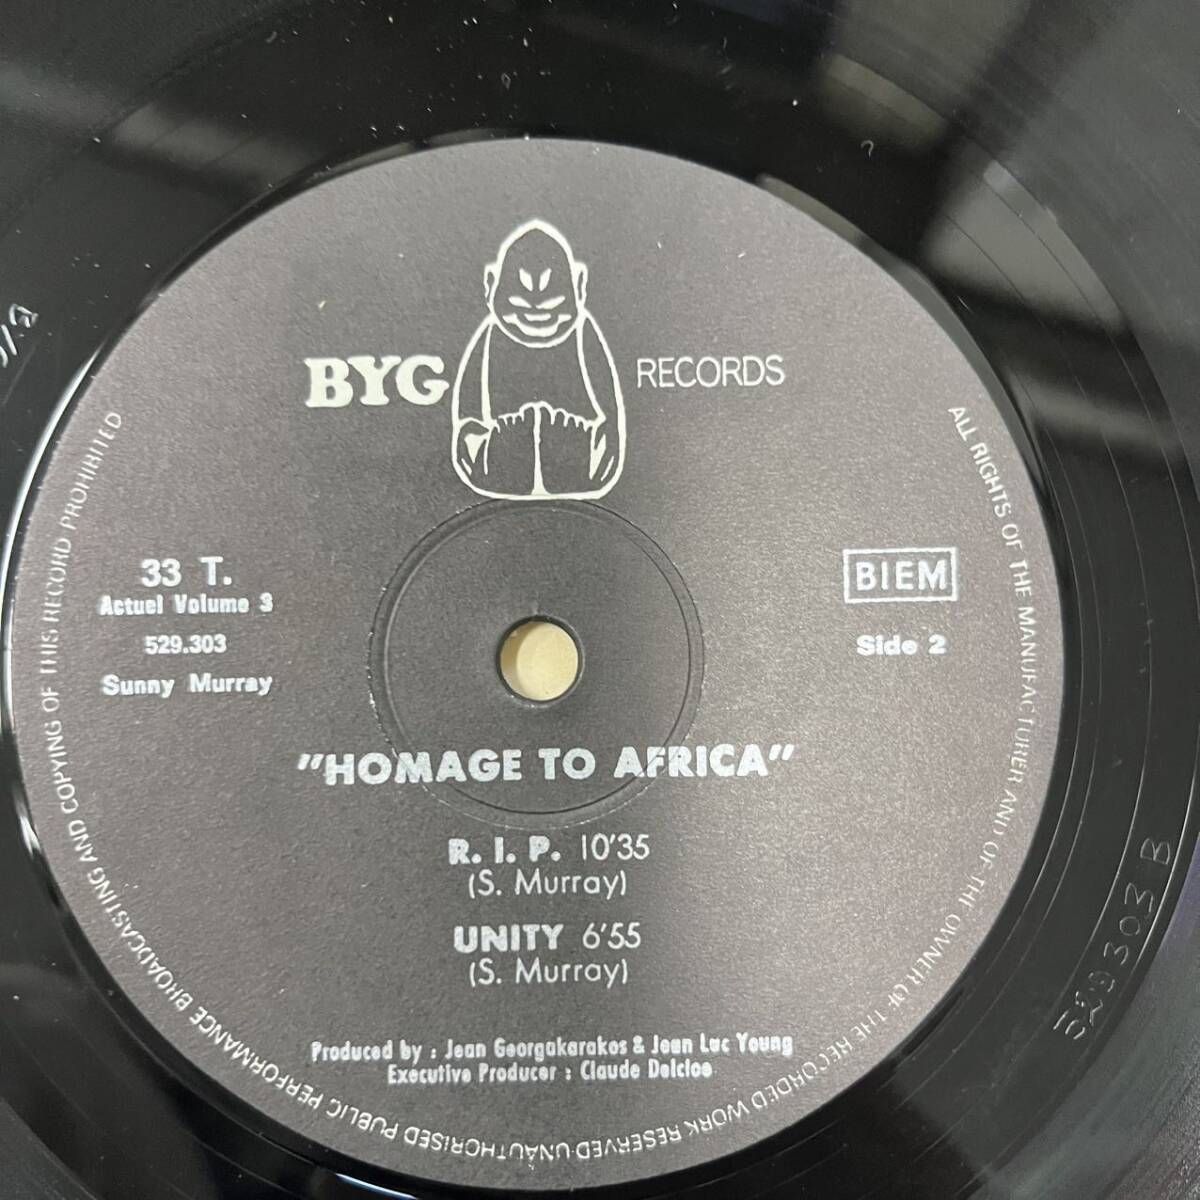 BYG RECORDS
33 T.
Actuel Volume 3
529.303
Sunny Murray
BIEM
Side 2
"HOMAGE TO AFRICA"
R. I. P. 10'35
(S. Murray)
UNITY 6'55
(S. Murray)
Produced by : Jean Georgakarakos & Jean Luc Young
Executive Producer : Claude Delcloo
ALL RIGHTS OF THE MANUFACTURER AND OF THE OWNER OF THE RECORDED WORK RESERVED·UNAUTHORISED PUBLIC PERFORMANCE BROADCASTING AND COPYING OF THIS RECORD PROHIBITED
529303 B